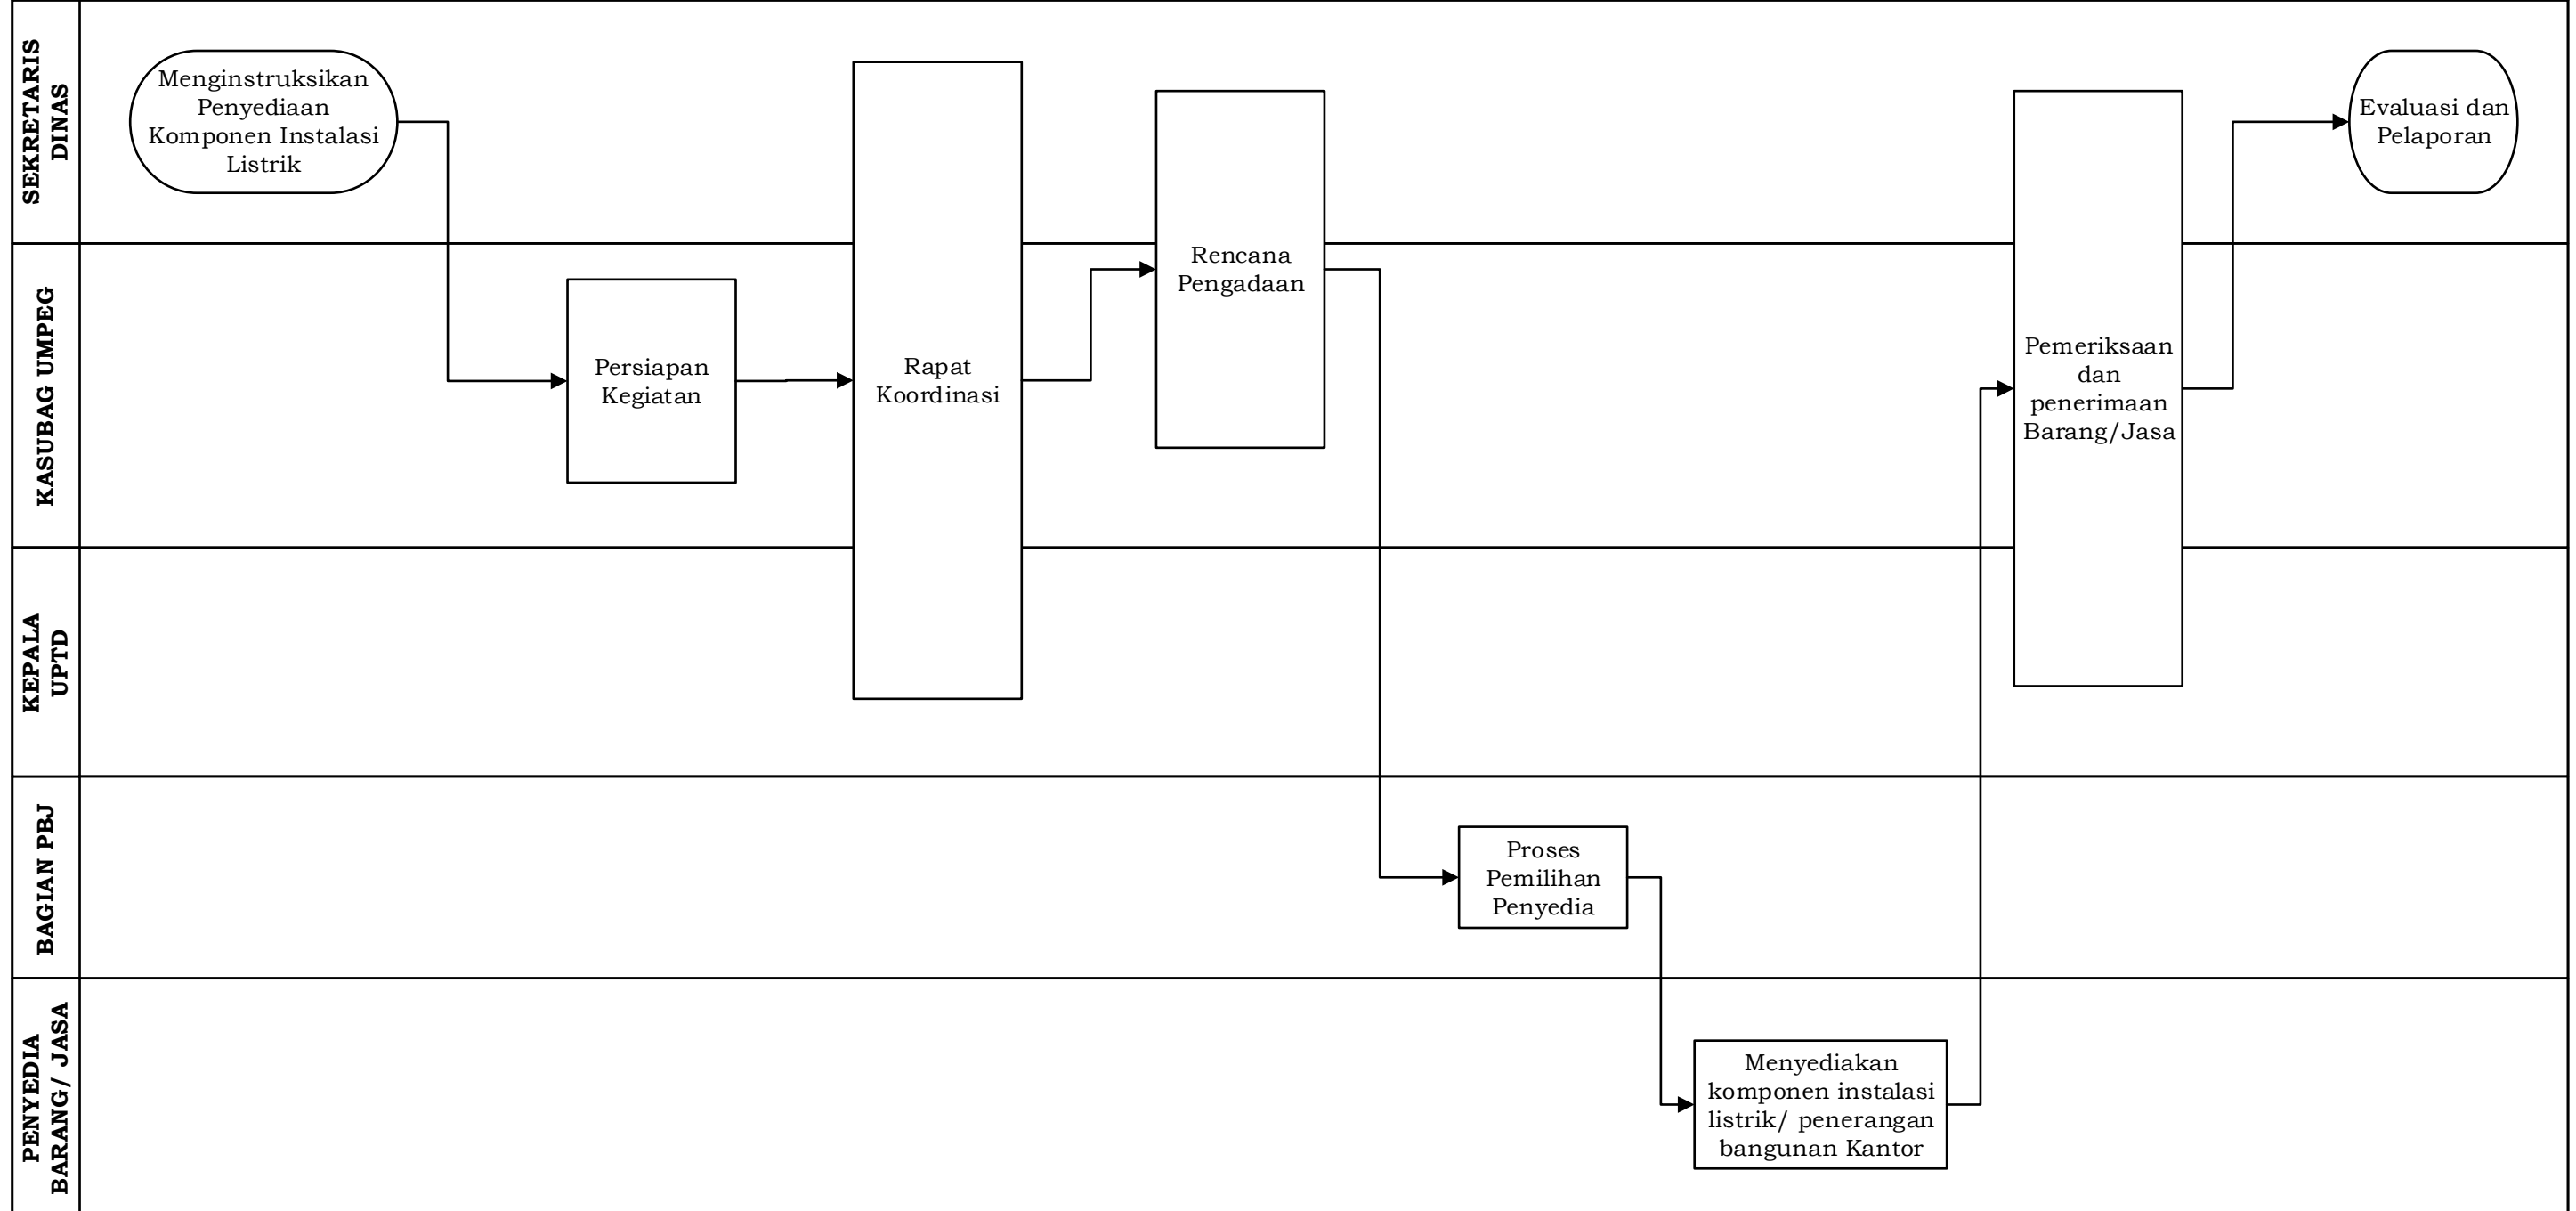 SEKRETARIS
DINAS
Menginstruksikan
Penyediaan
Komponen Instalasi
Listrik
Evaluasi dan
Pelaporan
KASUBAG UMPEG
Persiapan
Kegiatan
Rapat
Koordinasi
Rencana
Pengadaan
Pemeriksaan
dan
penerimaan
Barang/Jasa
KEPALA
UPTD
BAGIAN PBJ
Proses
Pemilihan
Penyedia
PENYEDIA
BARANG/ JASA
Menyediakan
komponen instalasi
listrik/ penerangan
bangunan Kantor